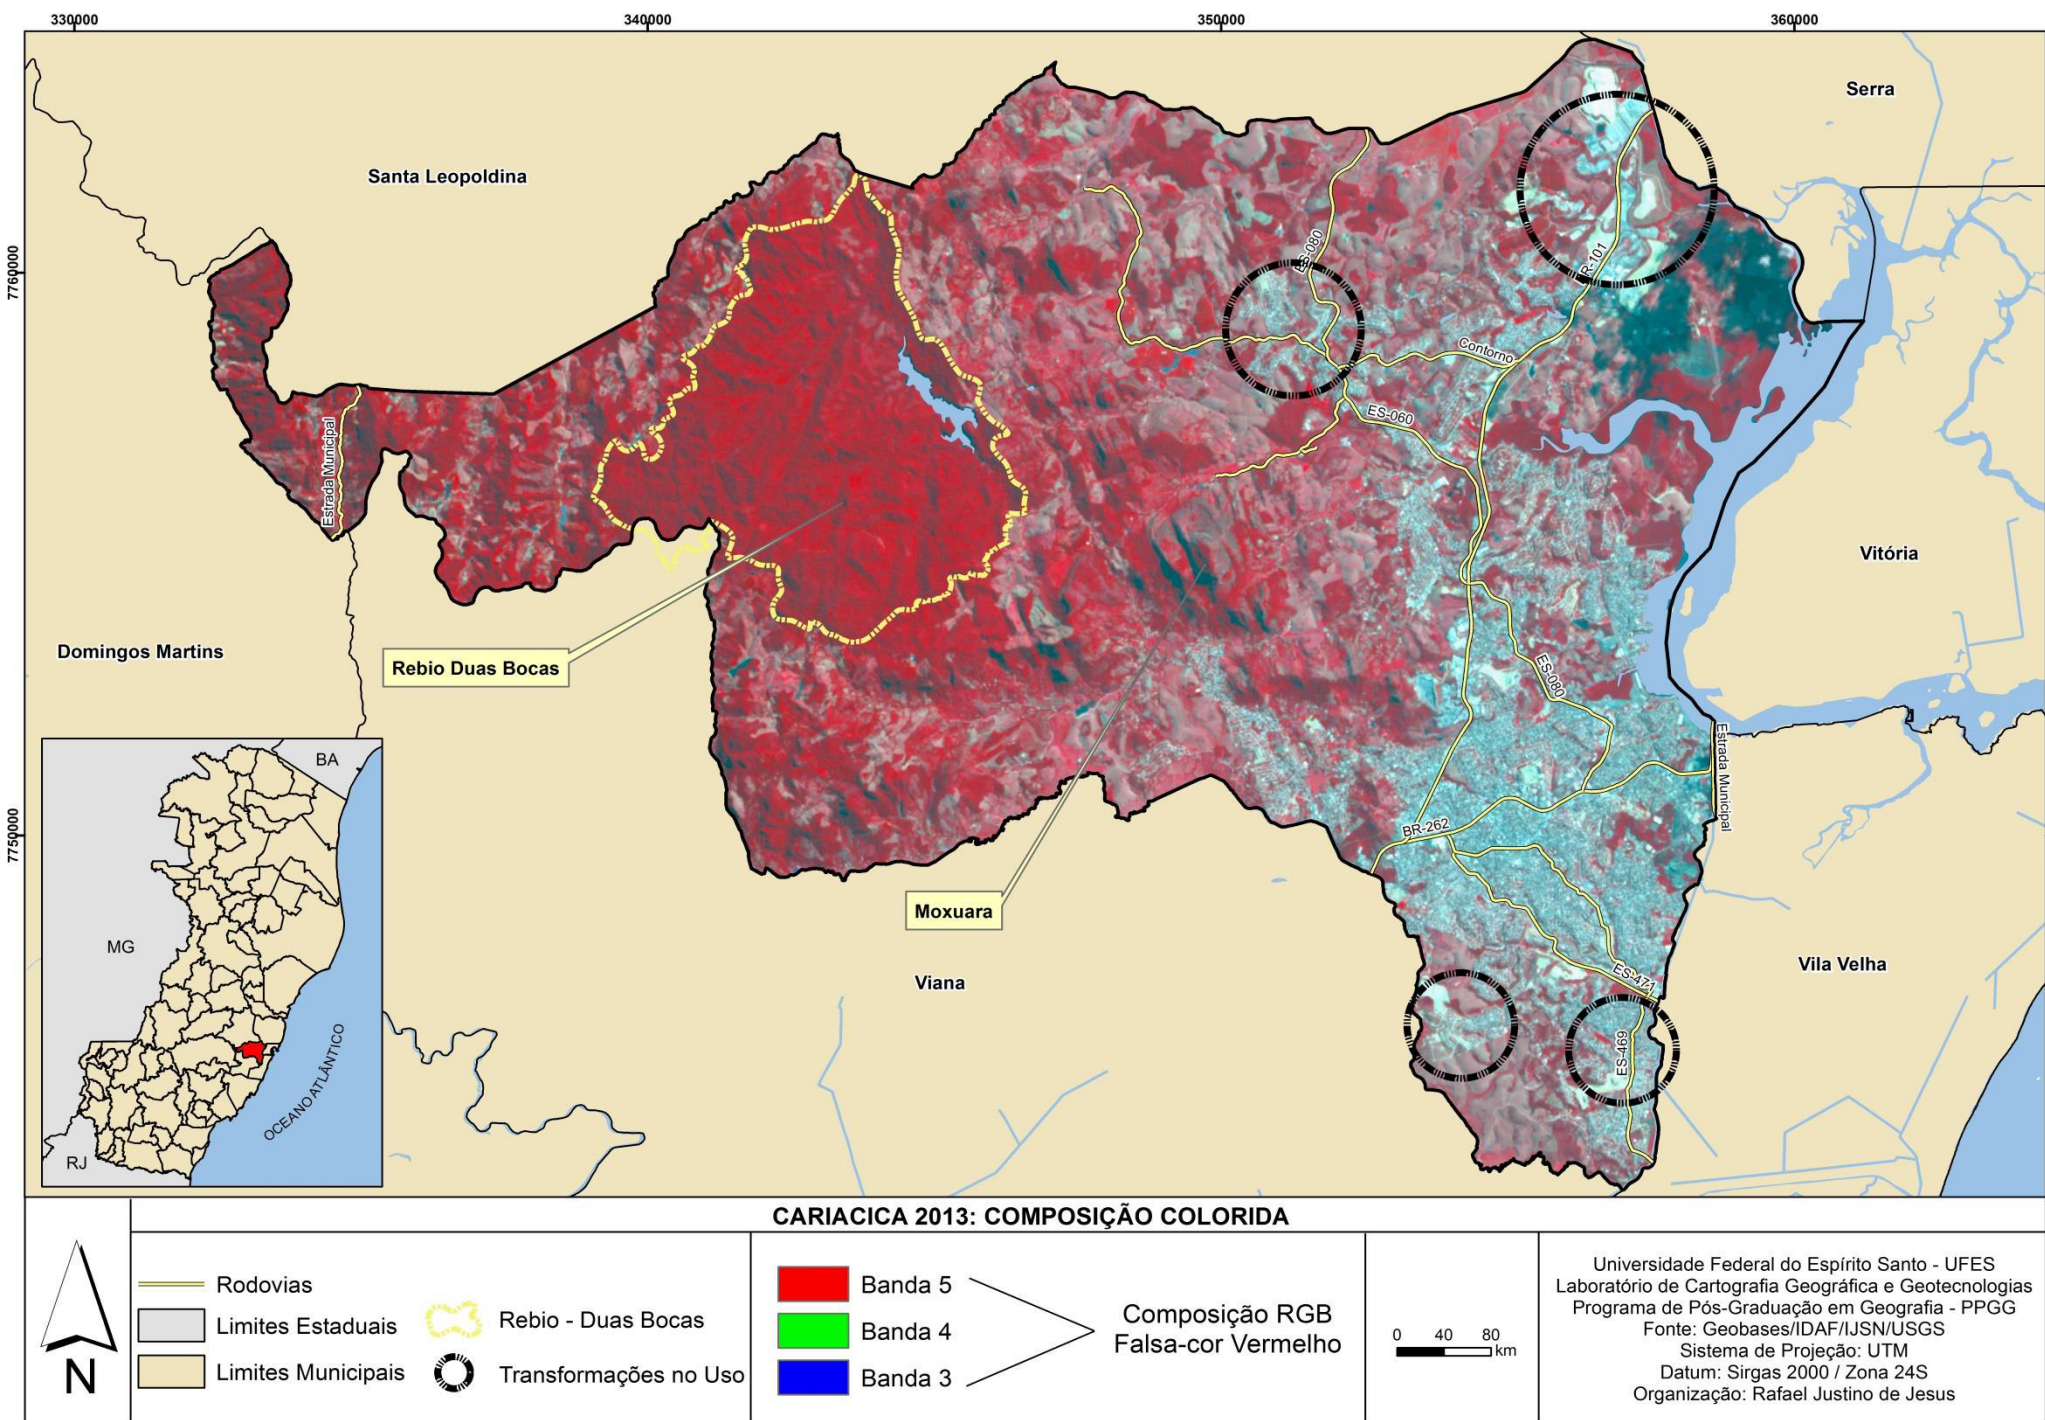 330000
340000
350000
360000
7760000
7750000
Serra
Santa Leopoldina
ES-080
R-101
Contorno
ES-060
Estrada Municipal
Vitória
Domingos Martins
Rebio Duas Bocas
ES-080
Estrada Municipal
BR-262
Moxuara
Viana
ES-471
Vila Velha
ES-469
BA
MG
OCEANO ATLÂNTICO
RJ
CARIACICA 2013: COMPOSIÇÃO COLORIDA
N
Rodovias
Limites Estaduais
Limites Municipais
Rebio - Duas Bocas
Transformações no Uso
Banda 5
Banda 4
Banda 3
Composição RGB
Falsa-cor Vermelho
0 40 80
km
Universidade Federal do Espírito Santo - UFES
Laboratório de Cartografia Geográfica e Geotecnologias
Programa de Pós-Graduação em Geografia - PPGG
Fonte: Geobases/IDAF/IJSN/USGS
Sistema de Projeção: UTM
Datum: Sirgas 2000 / Zona 24S
Organização: Rafael Justino de Jesus